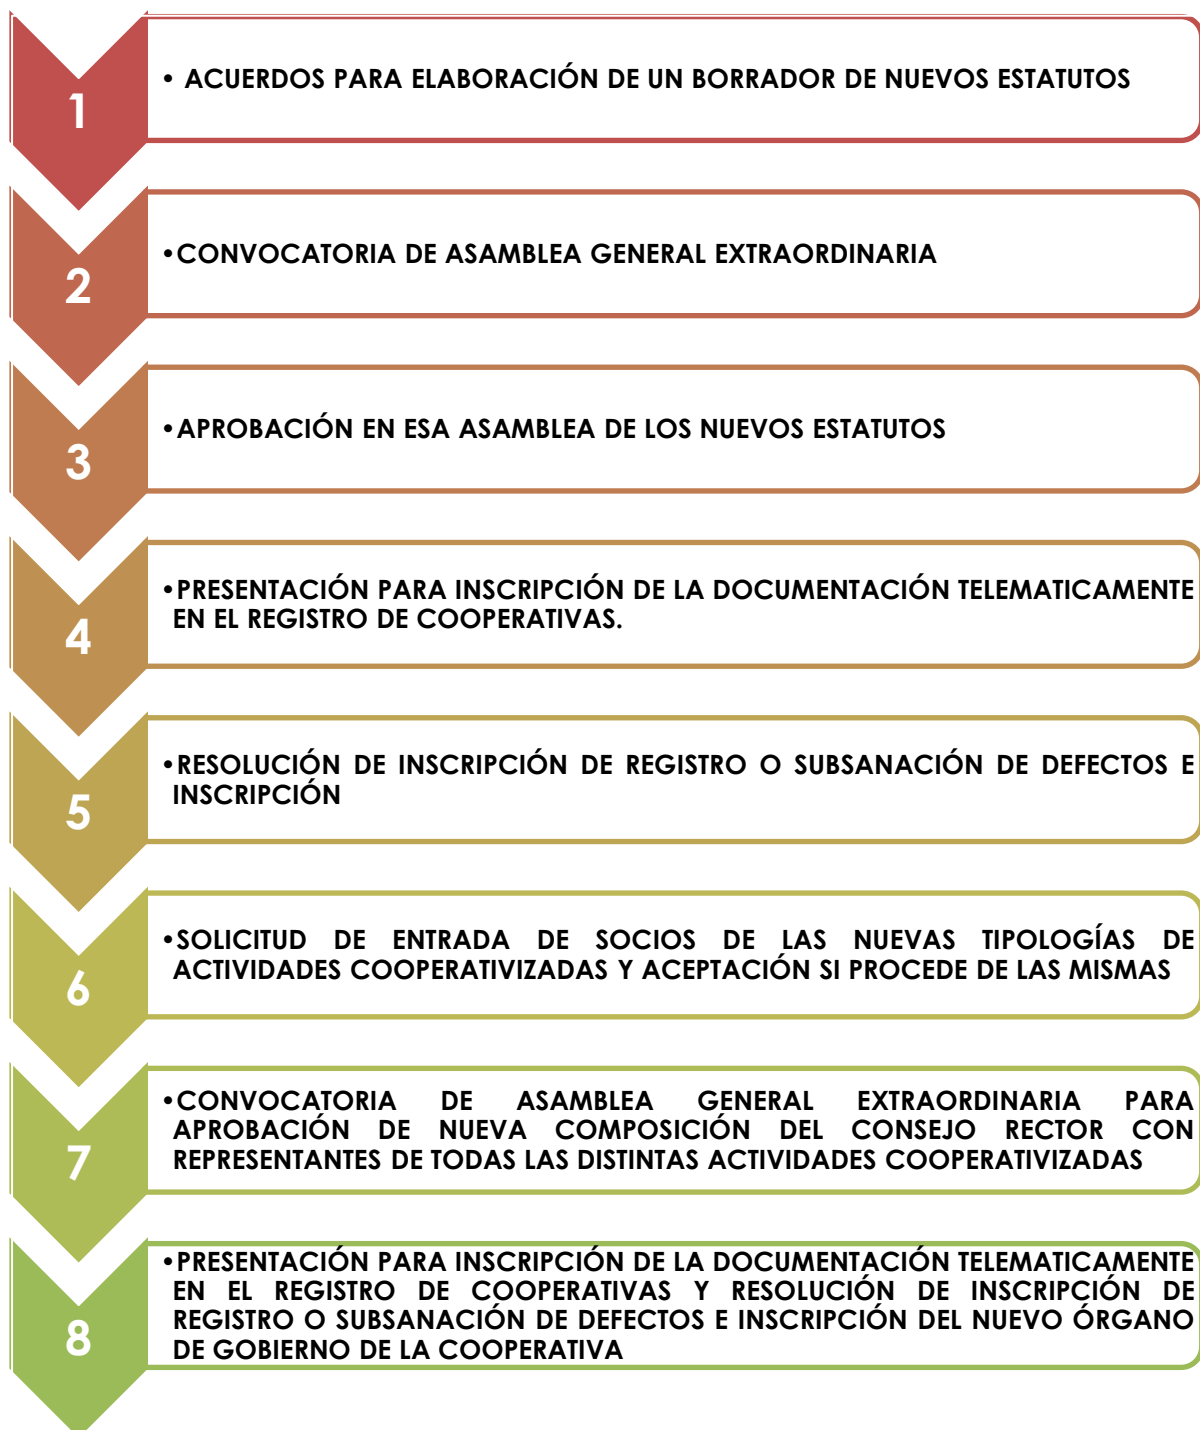 1
• ACUERDOS PARA ELABORACIÓN DE UN BORRADOR DE NUEVOS ESTATUTOS
2
•CONVOCATORIA DE ASAMBLEA GENERAL EXTRAORDINARIA
3
•APROBACIÓN EN ESA ASAMBLEA DE LOS NUEVOS ESTATUTOS
4
•PRESENTACIÓN PARA INSCRIPCIÓN DE LA DOCUMENTACIÓN TELEMATICAMENTE
EN EL REGISTRO DE COOPERATIVAS.
5
•RESOLUCIÓN DE INSCRIPCIÓN DE REGISTRO O SUBSANACIÓN DE DEFECTOS E
INSCRIPCIÓN
6
•SOLICITUD DE ENTRADA DE SOCIOS DE LAS NUEVAS TIPOLOGÍAS DE
ACTIVIDADES COOPERATIVIZADAS Y ACEPTACIÓN SI PROCEDE DE LAS MISMAS
7
•CONVOCATORIA DE ASAMBLEA GENERAL EXTRAORDINARIA PARA
APROBACIÓN DE NUEVA COMPOSICIÓN DEL CONSEJO RECTOR CON
REPRESENTANTES DE TODAS LAS DISTINTAS ACTIVIDADES COOPERATIVIZADAS
8
•PRESENTACIÓN PARA INSCRIPCIÓN DE LA DOCUMENTACIÓN TELEMATICAMENTE
EN EL REGISTRO DE COOPERATIVAS Y RESOLUCIÓN DE INSCRIPCIÓN DE
REGISTRO O SUBSANACIÓN DE DEFECTOS E INSCRIPCIÓN DEL NUEVO ÓRGANO
DE GOBIERNO DE LA COOPERATIVA